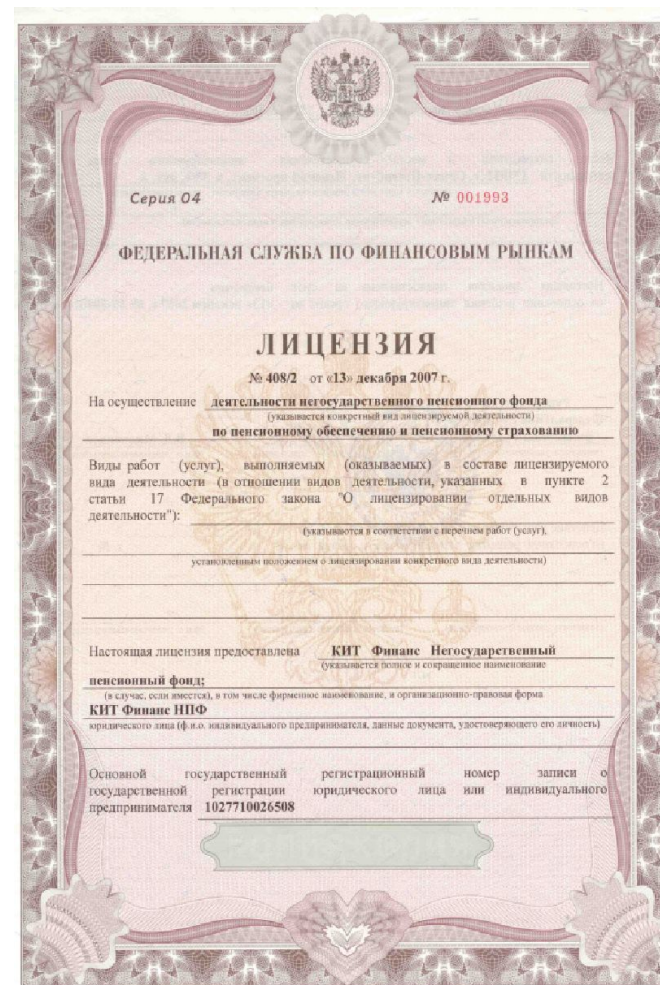 Серия 04 № 001993
ФЕДЕРАЛЬНАЯ СЛУЖБА ПО ФИНАНСОВЫМ РЫНКАМ
ЛИЦЕНЗИЯ
№ 408/2 от «13» декабря 2007 г.
На осуществление деятельности негосударственного пенсионного фонда
(указывается конкретный вид лицензируемой деятельности)
по пенсионному обеспечению и пенсионному страхованию
Виды работ (услуг), выполняемых (оказываемых) в составе лицензируемого
вида деятельности (в отношении видов деятельности, указанных в пункте 2
статьи 17 Федерального закона "О лицензировании отдельных видов
деятельности"):
(указываются в соответствии с перечнем работ (услуг),
установленным положением о лицензировании конкретного вида деятельности)
Настоящая лицензия предоставлена КИТ Финанс Негосударственный
(указывается полное и сокращенное наименование
пенсионный фонд;
(в случае, если имеется), в том числе фирменное наименование, и организационно-правовая форма
КИТ Финанс НПФ
юридического лица (ф.и.о. индивидуального предпринимателя, данные документа, удостоверяющего его личность)
Основной государственный регистрационный номер записи о
государственной регистрации юридического лица или индивидуального
предпринимателя 1027710026508